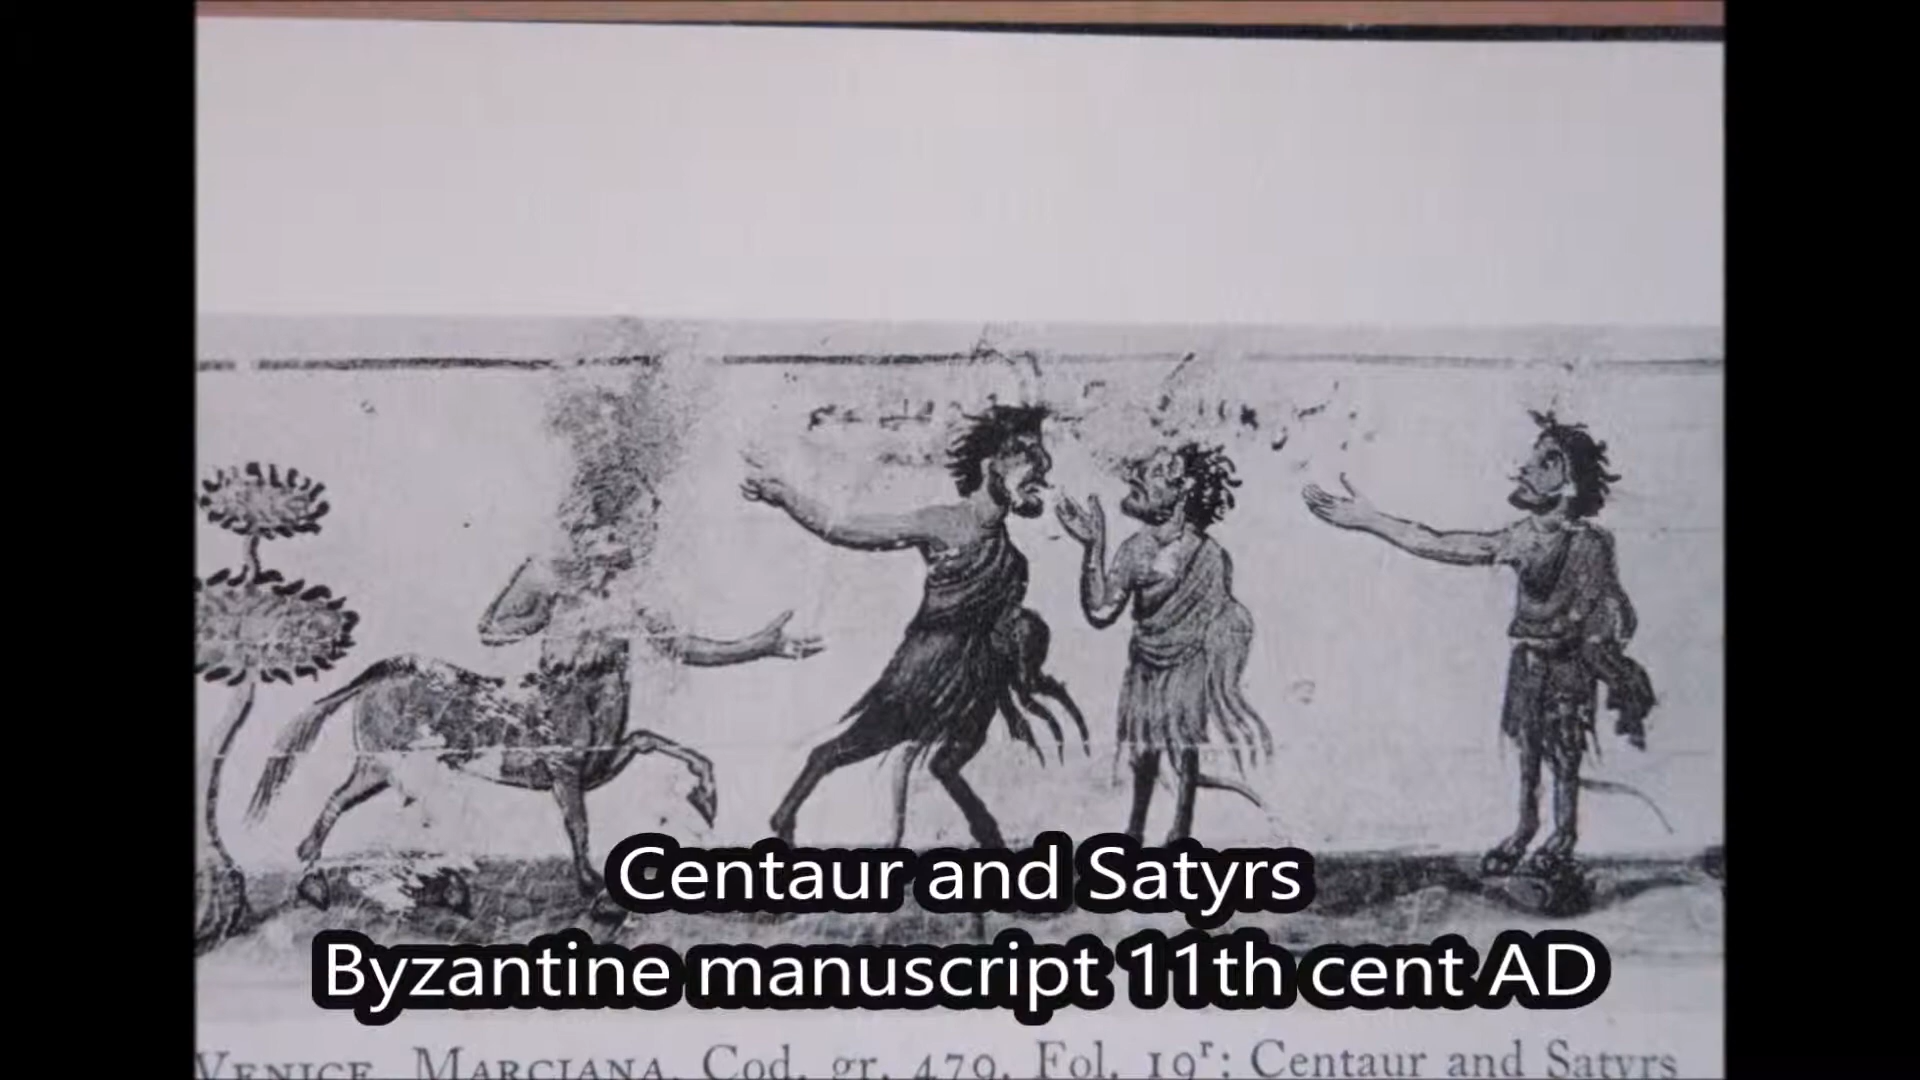 Centaur and Satyrs
Byzantine manuscript 11th cent AD
VENICE, MARCIANA, Cod. gr. 479, Fol. 19r: Centaur and Satyrs